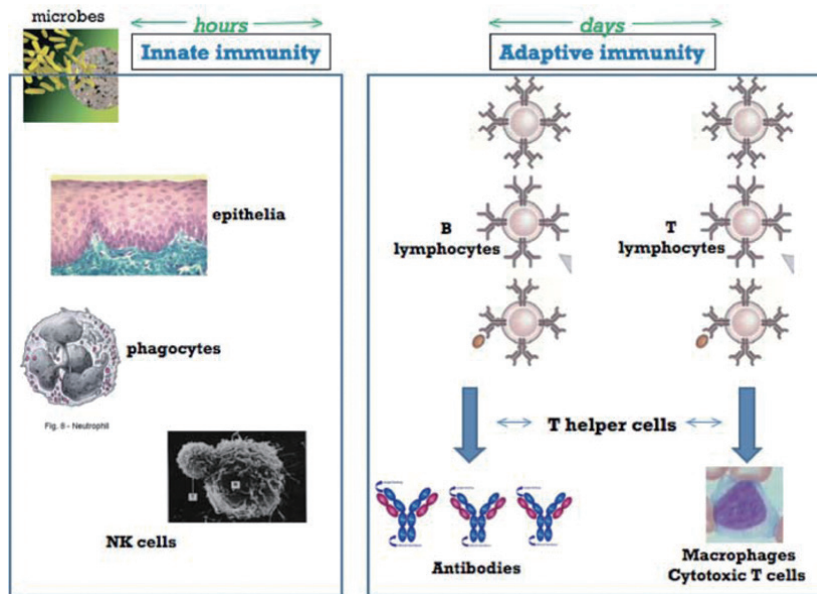 microbes
hours
Innate immunity
days
Adaptive immunity
epithelia
B
lymphocytes
T
lymphocytes
phagocytes
Fig. 8 - Neutrophil
T helper cells
NK cells
Antibodies
Macrophages
Cytotoxic T cells